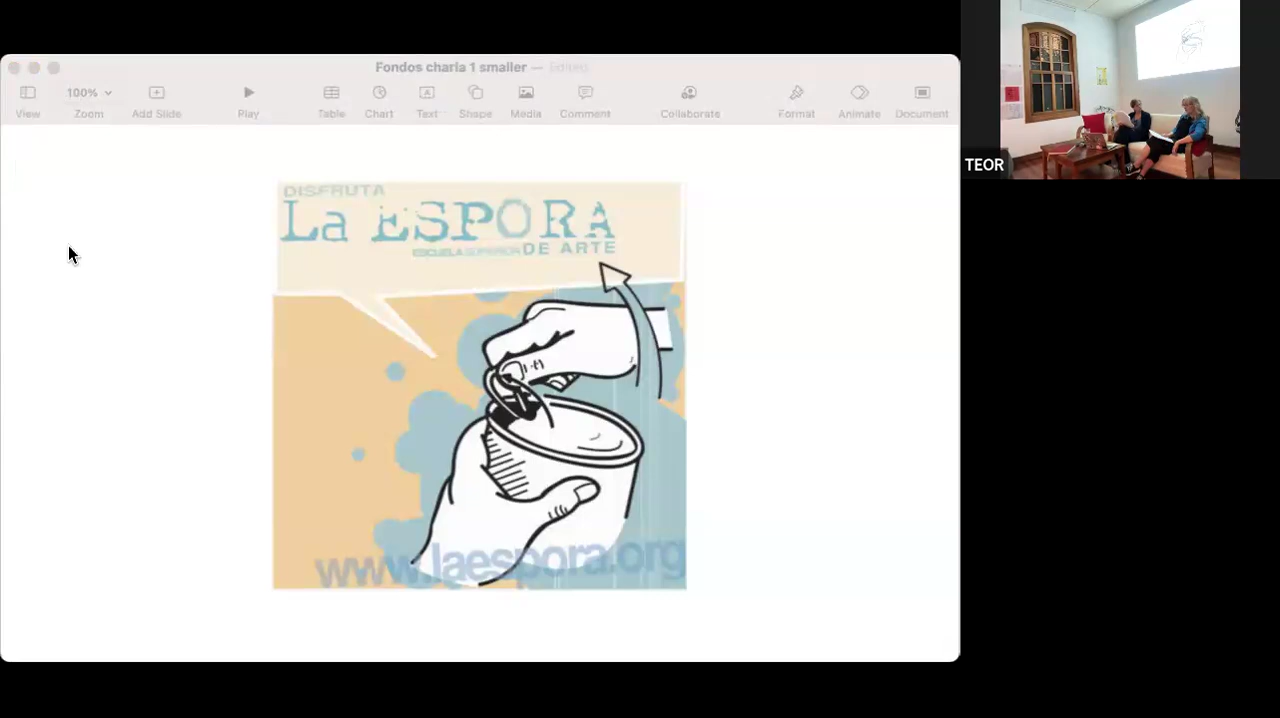 Fondos charla 1 smaller — Edited
100%
View
Zoom
Add Slide
Play
Table
Chart
Text
Shape
Media
Comment
Collaborate
Format
Animate
Document
TEOR
DISFRUTA
La ESPORA
ESCUELA SUPERIOR DE ARTE
www.laespora.org